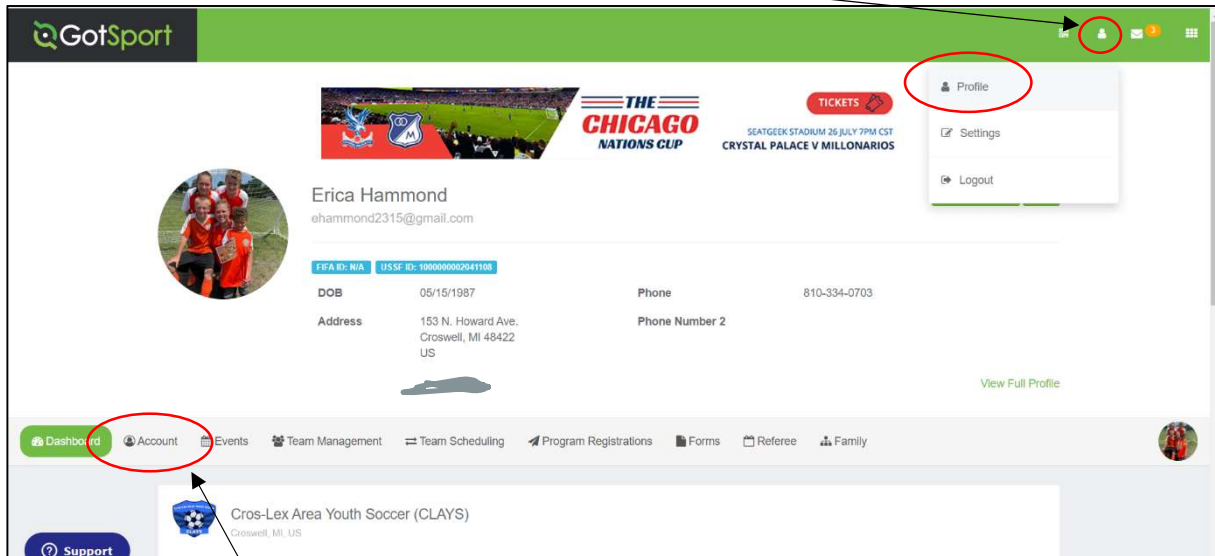 GotSport
3
Profile
Settings
Logout
THE
CHICAGO
NATIONS CUP
TICKETS
SEATGEEK STADIUM 26 JULY 7PM CST
CRYSTAL PALACE V MILLONARIOS
Erica Hammond
ehammond2315@gmail.com
FIFA ID: N/A USSF ID: 1000000002041108
DOB 05/15/1987 Phone 810-334-0703
Address 153 N. Howard Ave. Phone Number 2
Croswell, MI 48422
US
View Full Profile
Dashboard Account Events Team Management Team Scheduling Program Registrations Forms Referee Family
Cros-Lex Area Youth Soccer (CLAYS)
Croswell, MI, US
Support